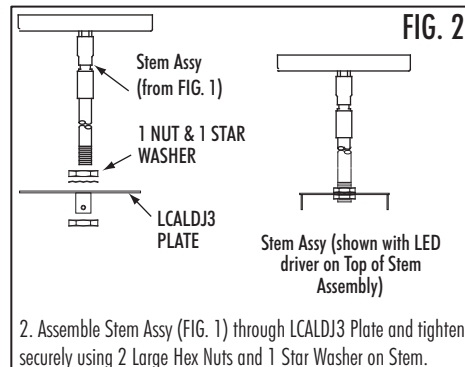 FIG. 2
Stem Assy
(from FIG. 1)
1 NUT & 1 STAR
WASHER
LCALDJ3
PLATE
Stem Assy (shown with LED
driver on Top of Stem
Assembly)
2. Assemble Stem Assy (FIG. 1) through LCALDJ3 Plate and tighten
securely using 2 Large Hex Nuts and 1 Star Washer on Stem.